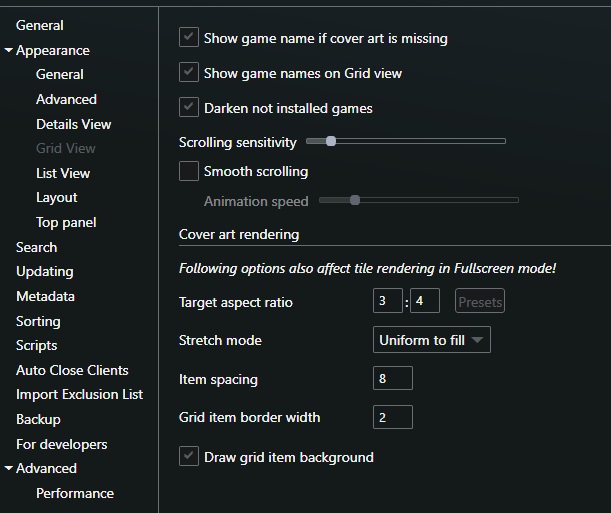 General
Appearance
General
Advanced
Details View
Grid View
List View
Layout
Top panel
Search
Updating
Metadata
Sorting
Scripts
Auto Close Clients
Import Exclusion List
Backup
For developers
Advanced
Performance
Show game name if cover art is missing
Show game names on Grid view
Darken not installed games
Scrolling sensitivity
Smooth scrolling
Animation speed
Cover art rendering
Following options also affect tile rendering in Fullscreen mode!
Target aspect ratio 3 : 4 Presets
Stretch mode Uniform to fill
Item spacing 8
Grid item border width 2
Draw grid item background